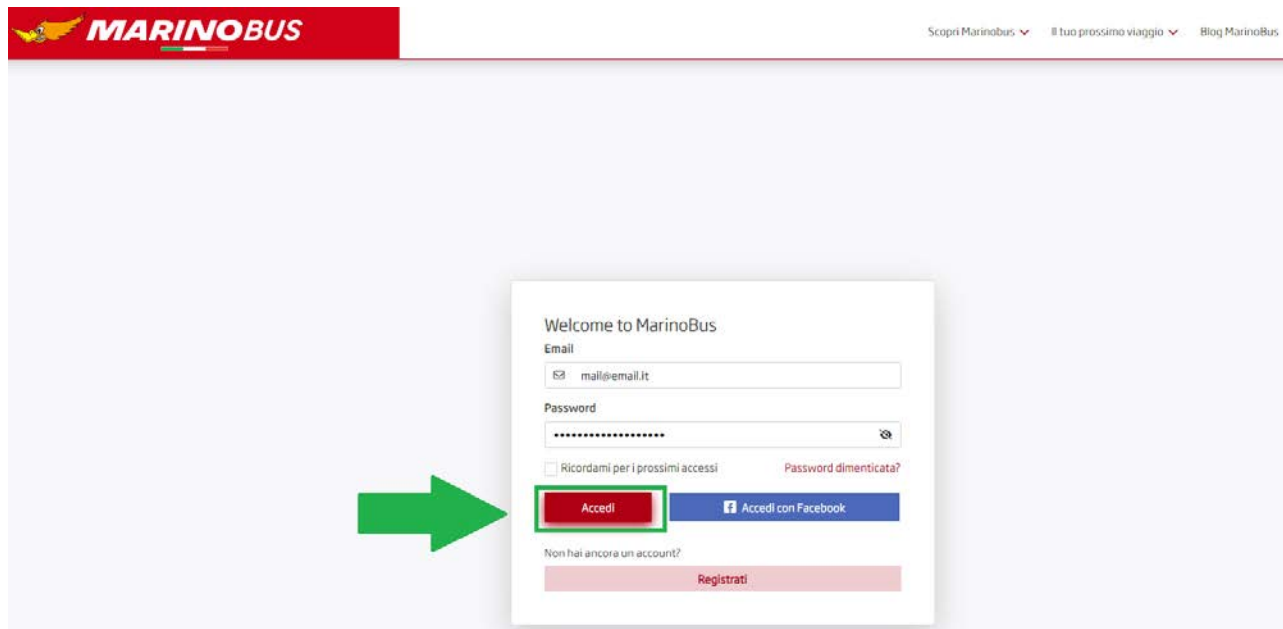 MARINOBUS
Scopri Marinobus Il tuo prossimo viaggio Blog MarinoBus
Welcome to MarinoBus
Email
mail@email.it
Password
•••••••••••••••••••
Ricordami per i prossimi accessi Password dimenticata?
Accedi Accedi con Facebook
Non hai ancora un account?
Registrati